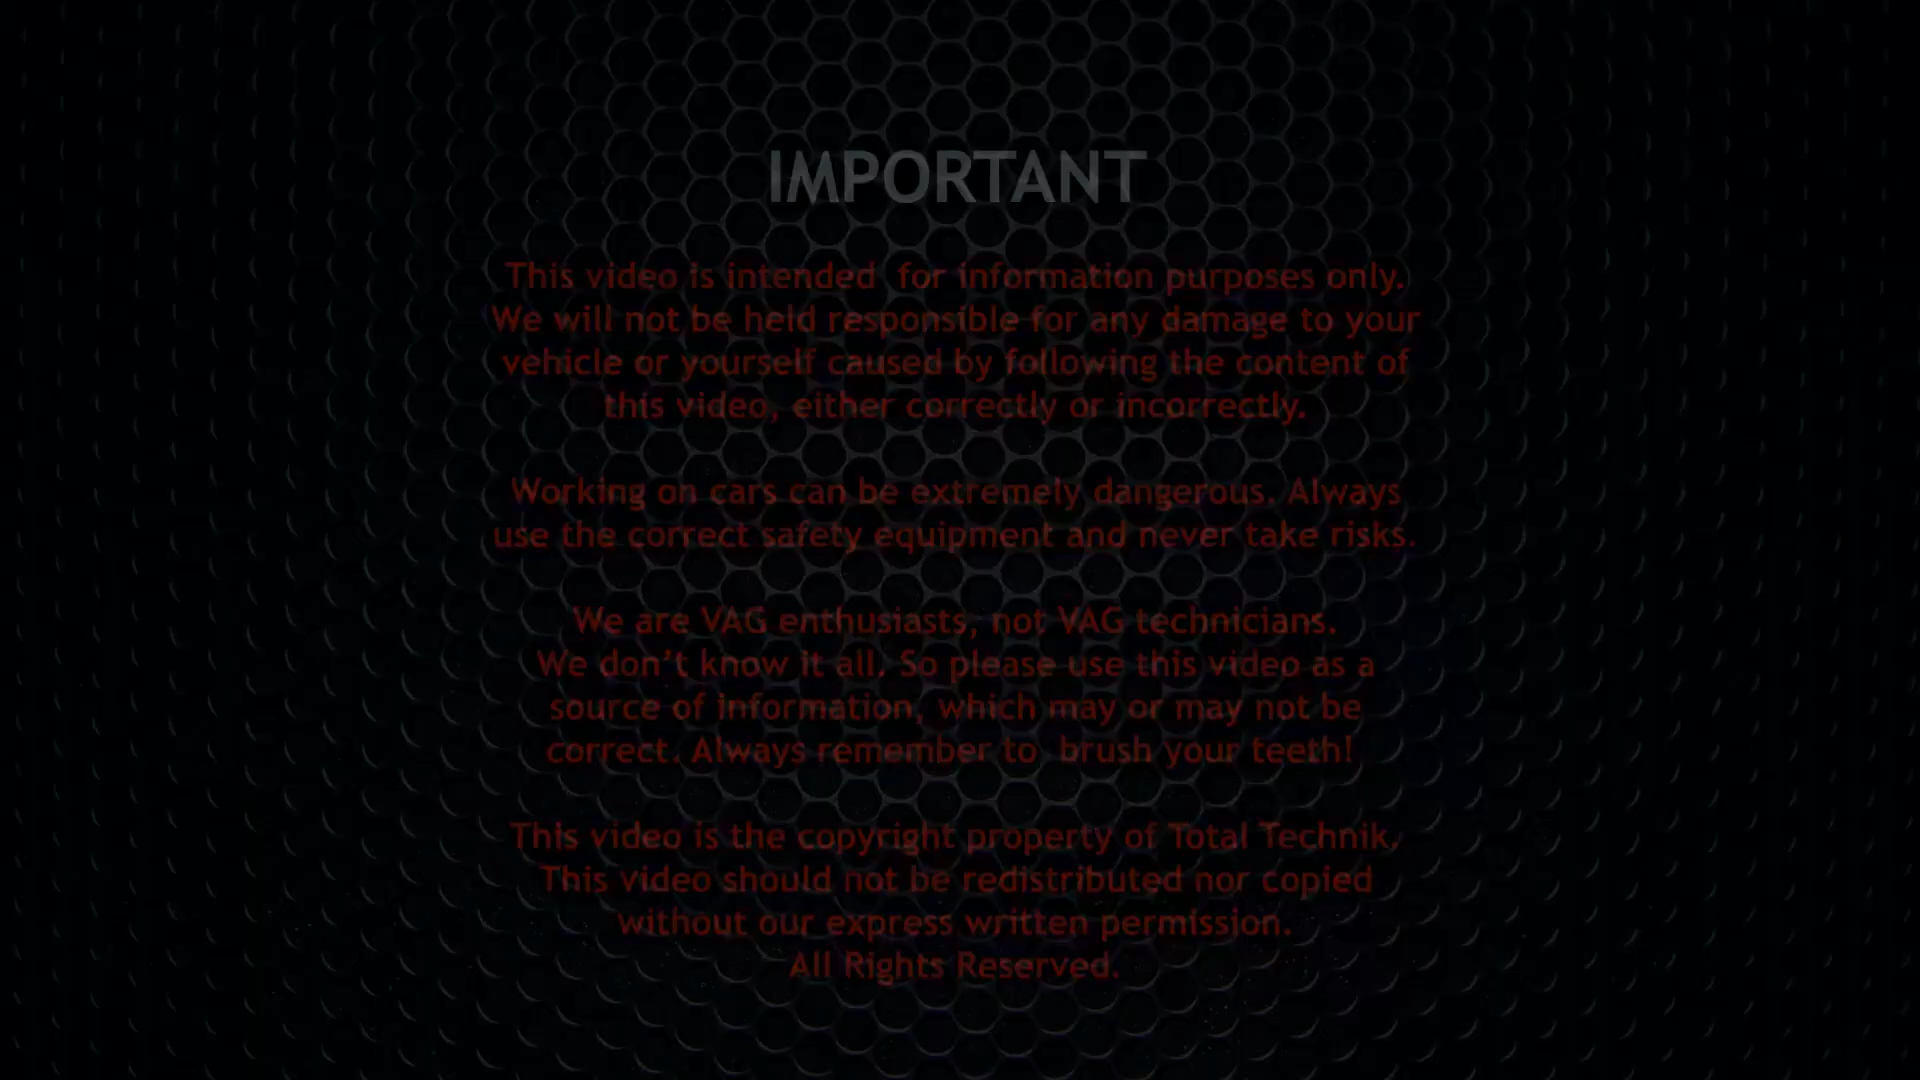 IMPORTANT
This video is intended  for information purposes only.
We will not be held responsible for any damage to your
vehicle or yourself caused by following the content of
this video, either correctly or incorrectly.
Working on cars can be extremely dangerous. Always
use the correct safety equipment and never take risks.
We are VAG enthusiasts, not VAG technicians.
We don't know it all. So please use this video as a
source of information, which may or may not be
correct. Always remember to  brush your teeth!
This video is the copyright property of Total Technik.
This video should not be redistributed nor copied
without our express written permission.
All Rights Reserved.